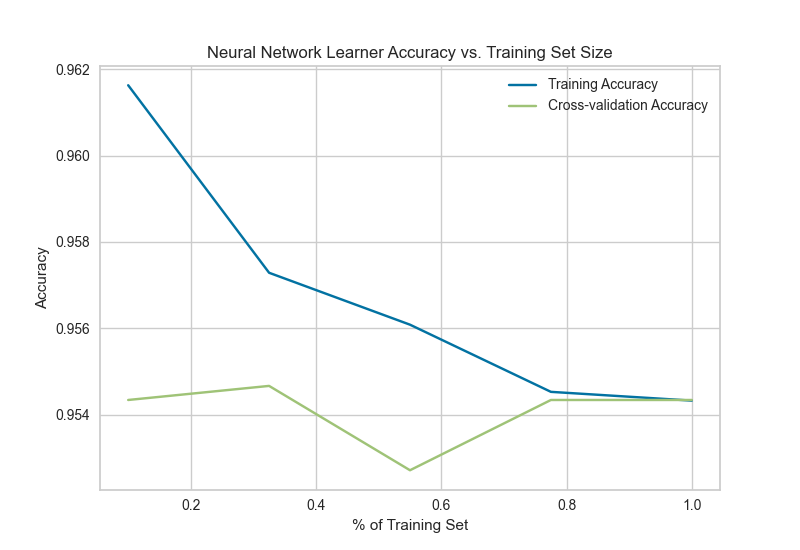 Neural Network Learner Accuracy vs. Training Set Size
Training Accuracy
Cross-validation Accuracy
Accuracy
0.962
0.960
0.958
0.956
0.954
0.2 0.4 0.6 0.8 1.0
% of Training Set